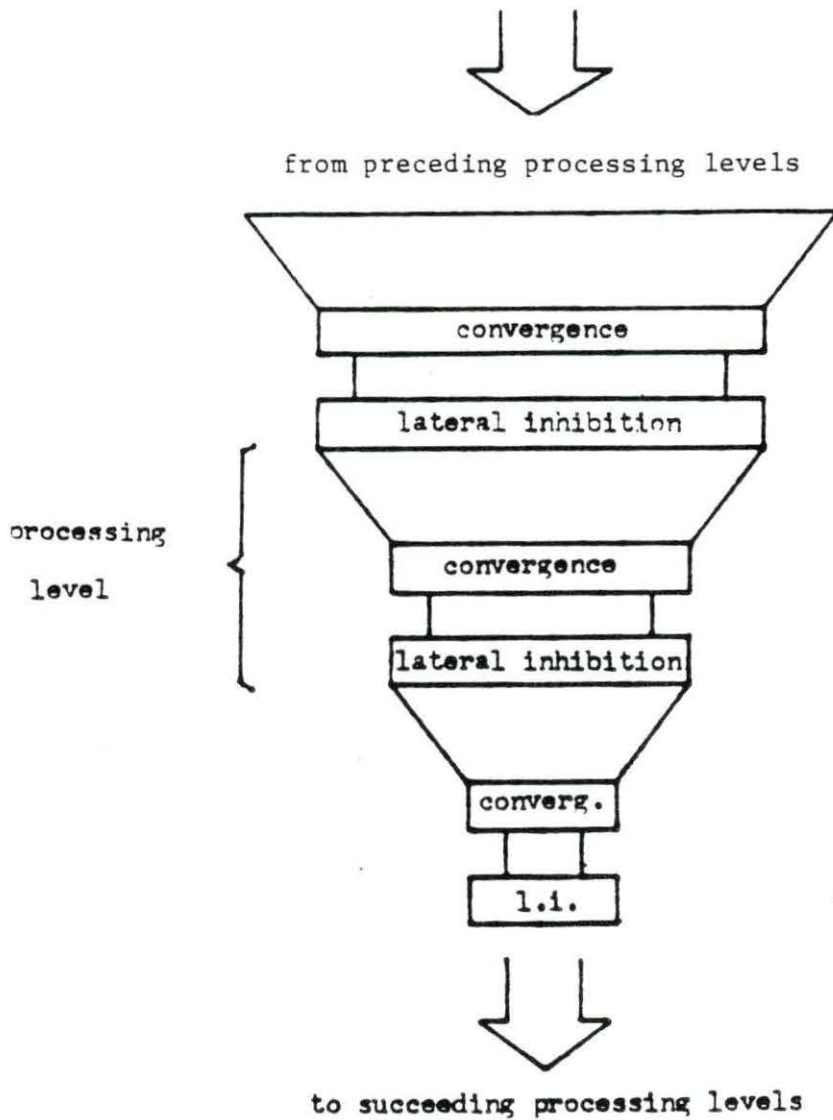 from preceding processing levels
convergence
lateral inhibition
processing
level
convergence
lateral inhibition
converg.
l.i.
to succeeding processing levels